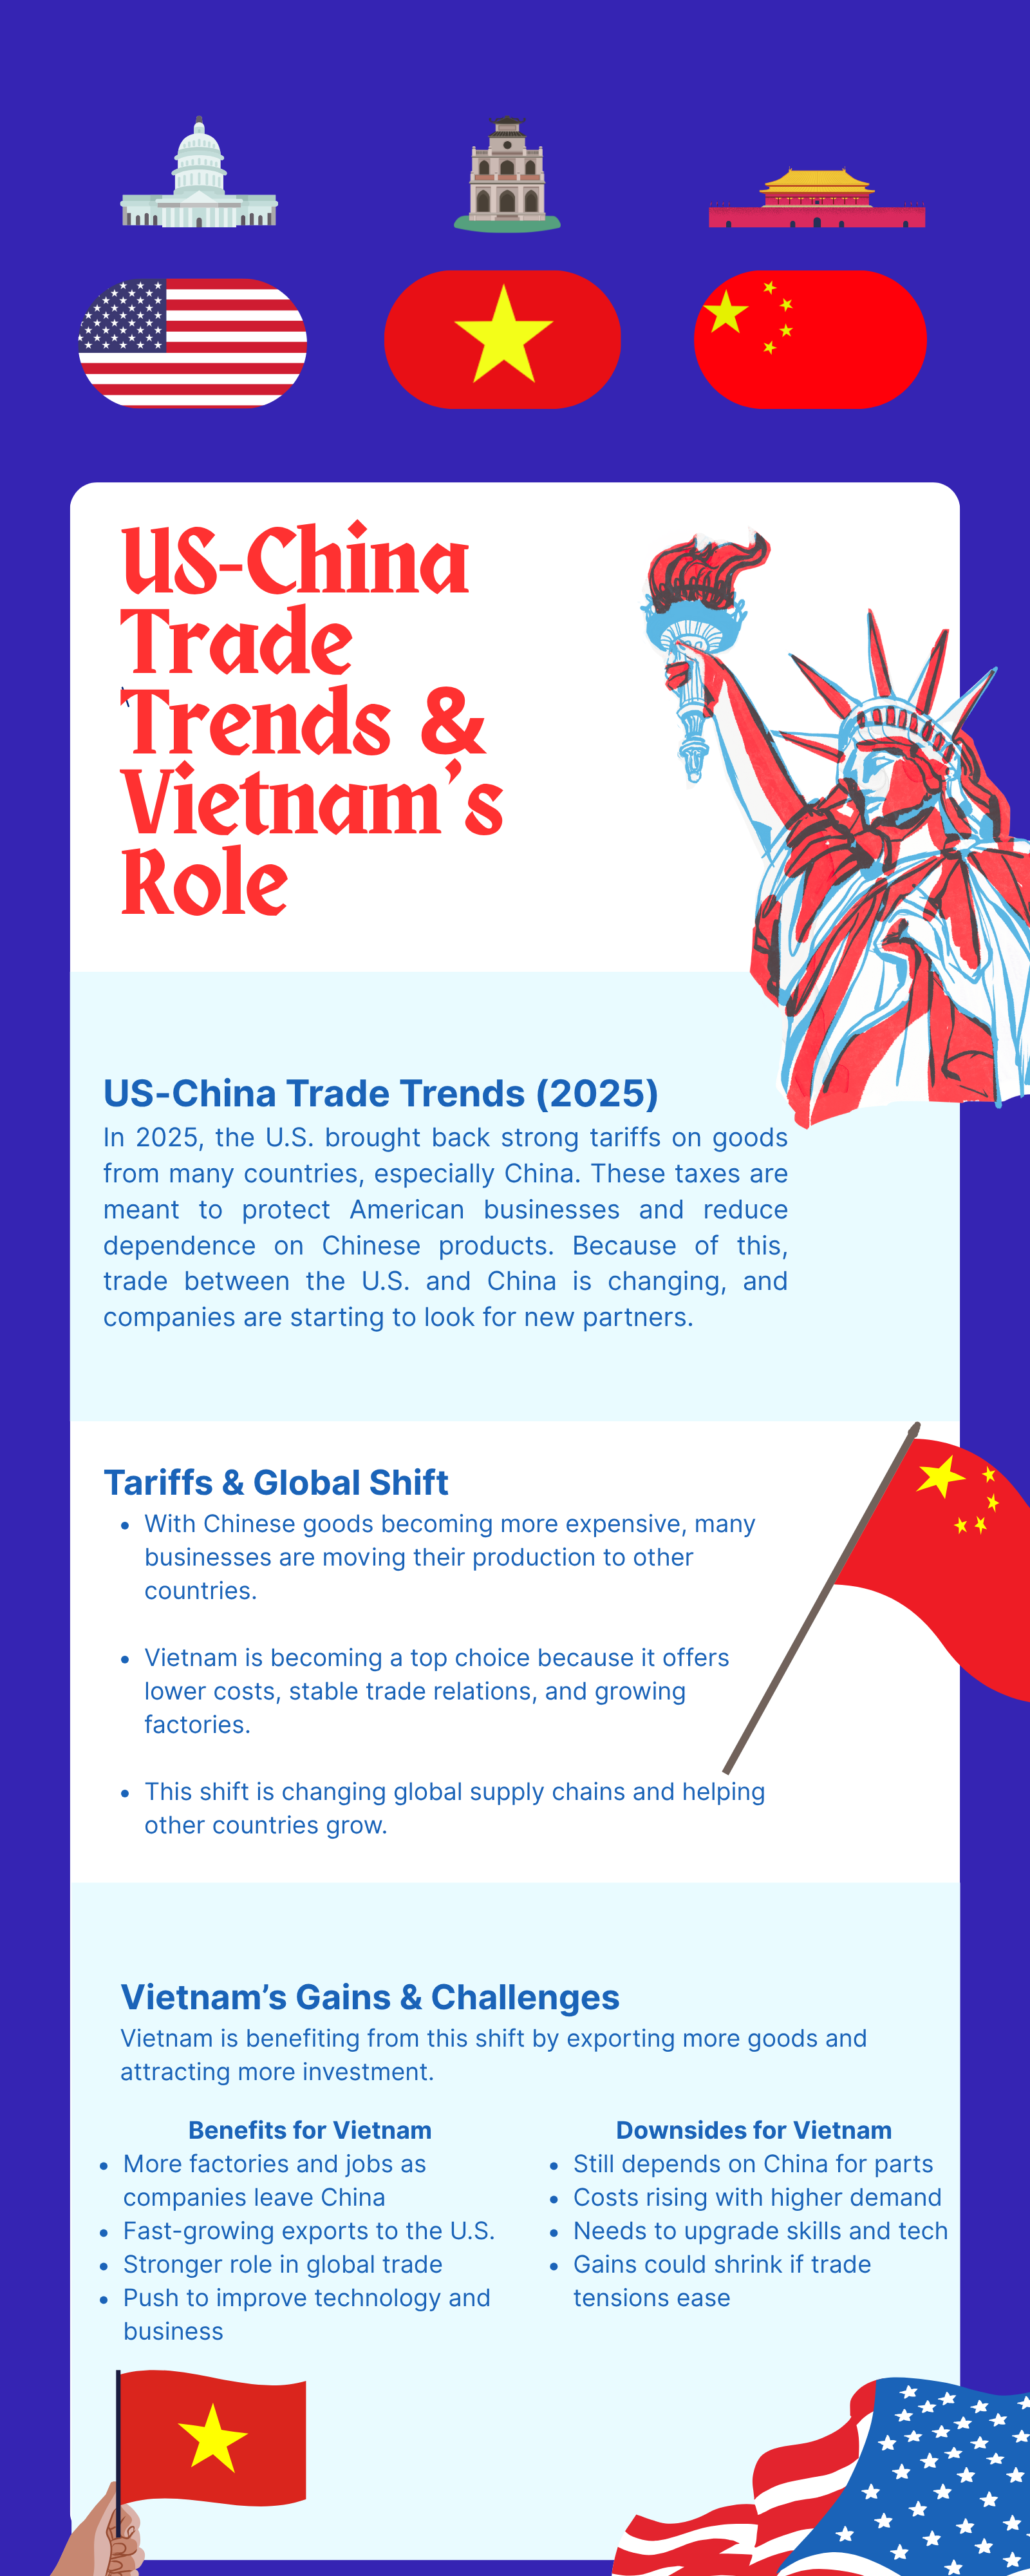 US-China
Trade
Trends &
Vietnam’s
Role
US-China Trade Trends (2025)
In 2025, the U.S. brought back strong tariffs on goods
from many countries, especially China. These taxes are
meant to protect American businesses and reduce
dependence on Chinese products. Because of this,
trade between the U.S. and China is changing, and
companies are starting to look for new partners.
Tariffs & Global Shift
• With Chinese goods becoming more expensive, many
businesses are moving their production to other
countries.
• Vietnam is becoming a top choice because it offers
lower costs, stable trade relations, and growing
factories.
• This shift is changing global supply chains and helping
other countries grow.
Vietnam’s Gains & Challenges
Vietnam is benefiting from this shift by exporting more goods and
attracting more investment.
Benefits for Vietnam
• More factories and jobs as
companies leave China
• Fast-growing exports to the U.S.
• Stronger role in global trade
• Push to improve technology and
business
Downsides for Vietnam
• Still depends on China for parts
• Costs rising with higher demand
• Needs to upgrade skills and tech
• Gains could shrink if trade
tensions ease